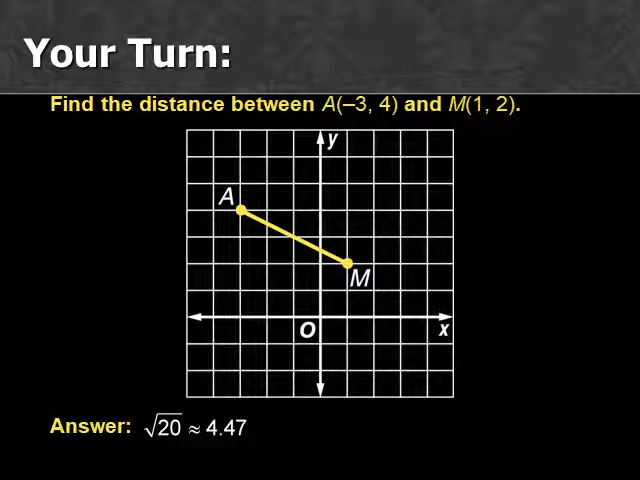 Your Turn:
Find the distance between A(–3, 4) and M(1, 2).
y
A
M
O
x
Answer: √20 ≈ 4.47